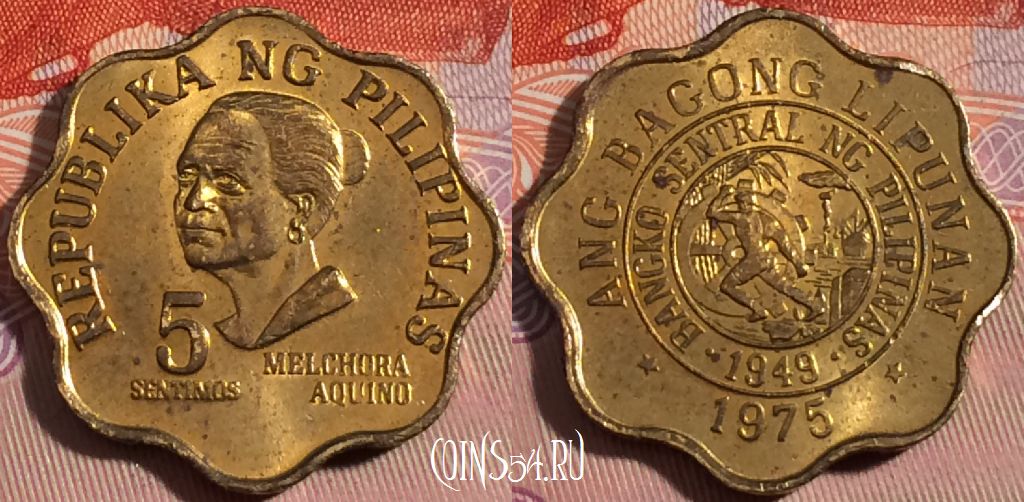 REPUBLIKA NG PILIPINAS
5
SENTIMOS
MELCHORA
AQUINO
ANG BAGONG LIPUNAN
BANGKO SENTRAL NG PILIPINAS
1949
1975
COINS54.RU